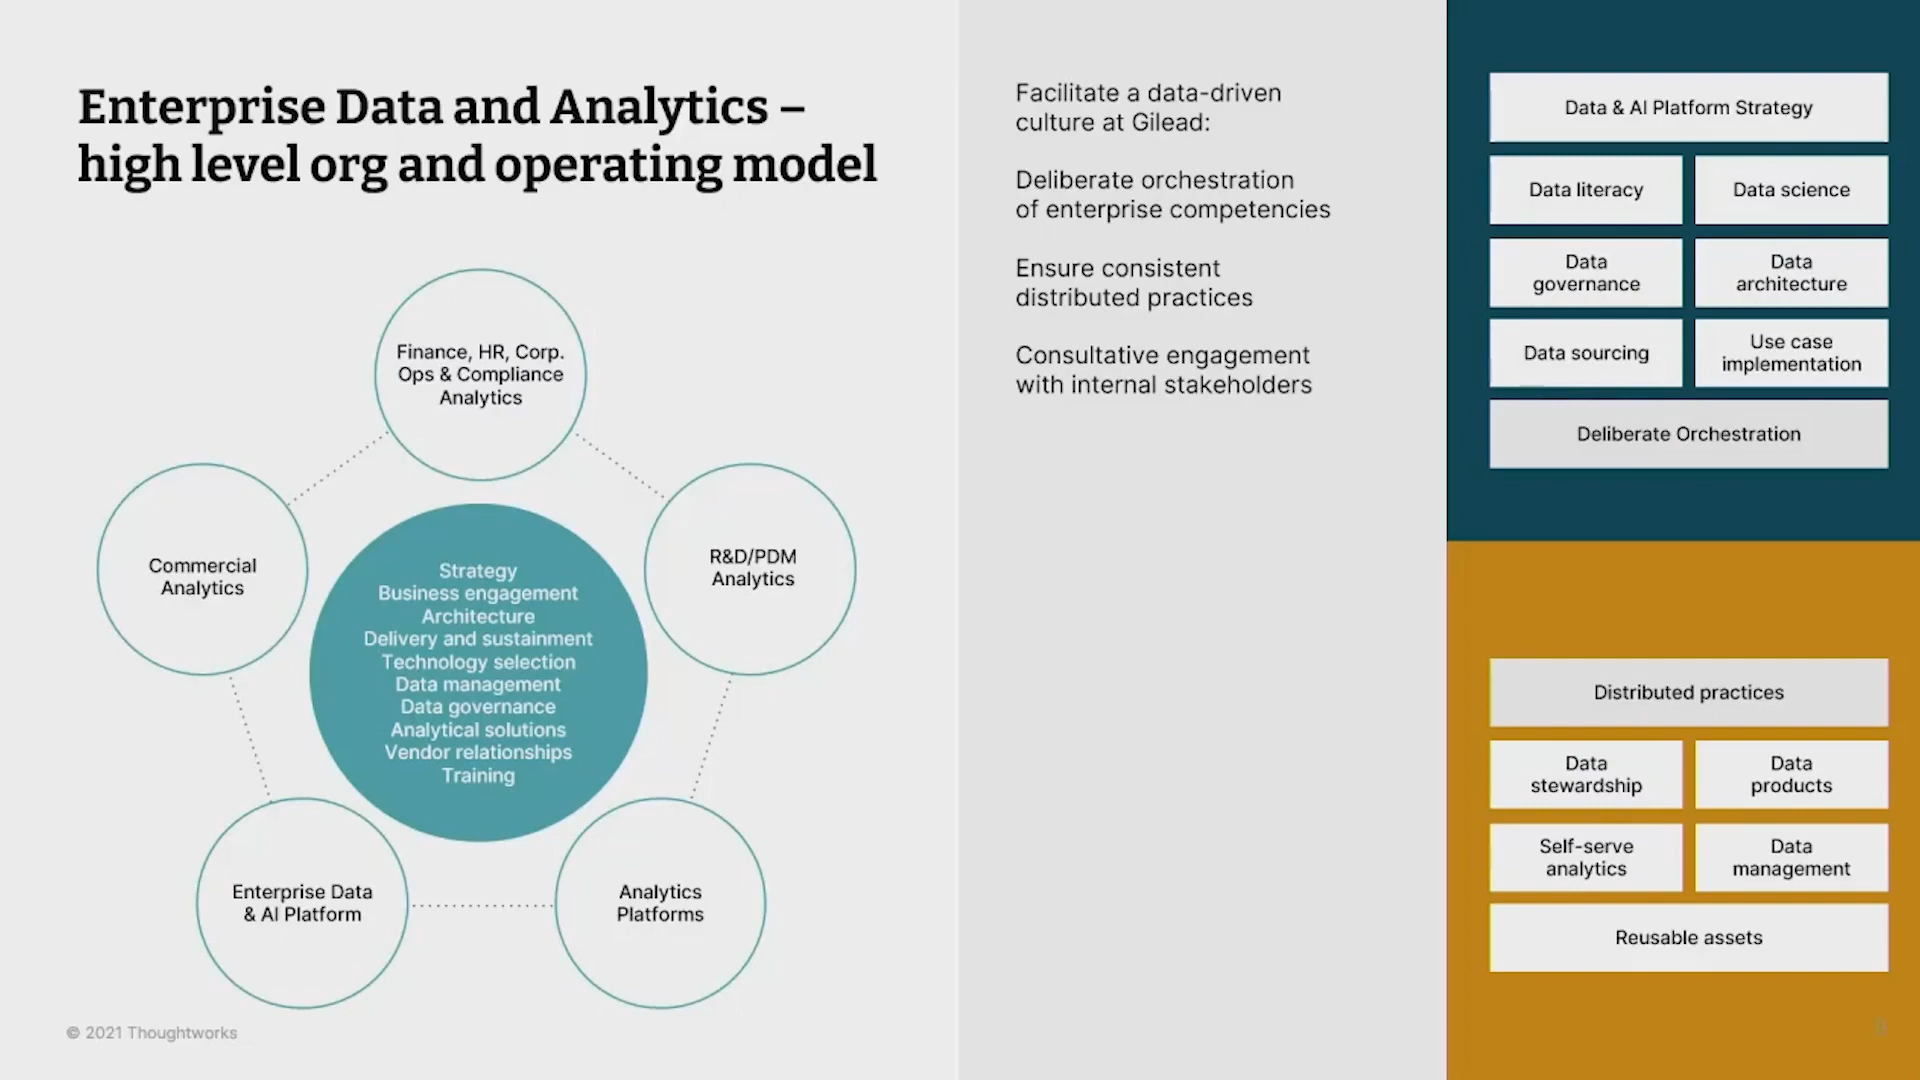 Enterprise Data and Analytics –
high level org and operating model
Finance, HR, Corp.
Ops & Compliance
Analytics
Commercial
Analytics
R&D/PDM
Analytics
Strategy
Business engagement
Architecture
Delivery and sustainment
Technology selection
Data management
Data governance
Analytical solutions
Vendor relationships
Training
Enterprise Data
& AI Platform
Analytics
Platforms
© 2021 Thoughtworks
Facilitate a data-driven
culture at Gilead:
Deliberate orchestration
of enterprise competencies
Ensure consistent
distributed practices
Consultative engagement
with internal stakeholders
Data & AI Platform Strategy
Data literacy
Data science
Data
governance
Data
architecture
Data sourcing
Use case
implementation
Deliberate Orchestration
Distributed practices
Data
stewardship
Data
products
Self-serve
analytics
Data
management
Reusable assets